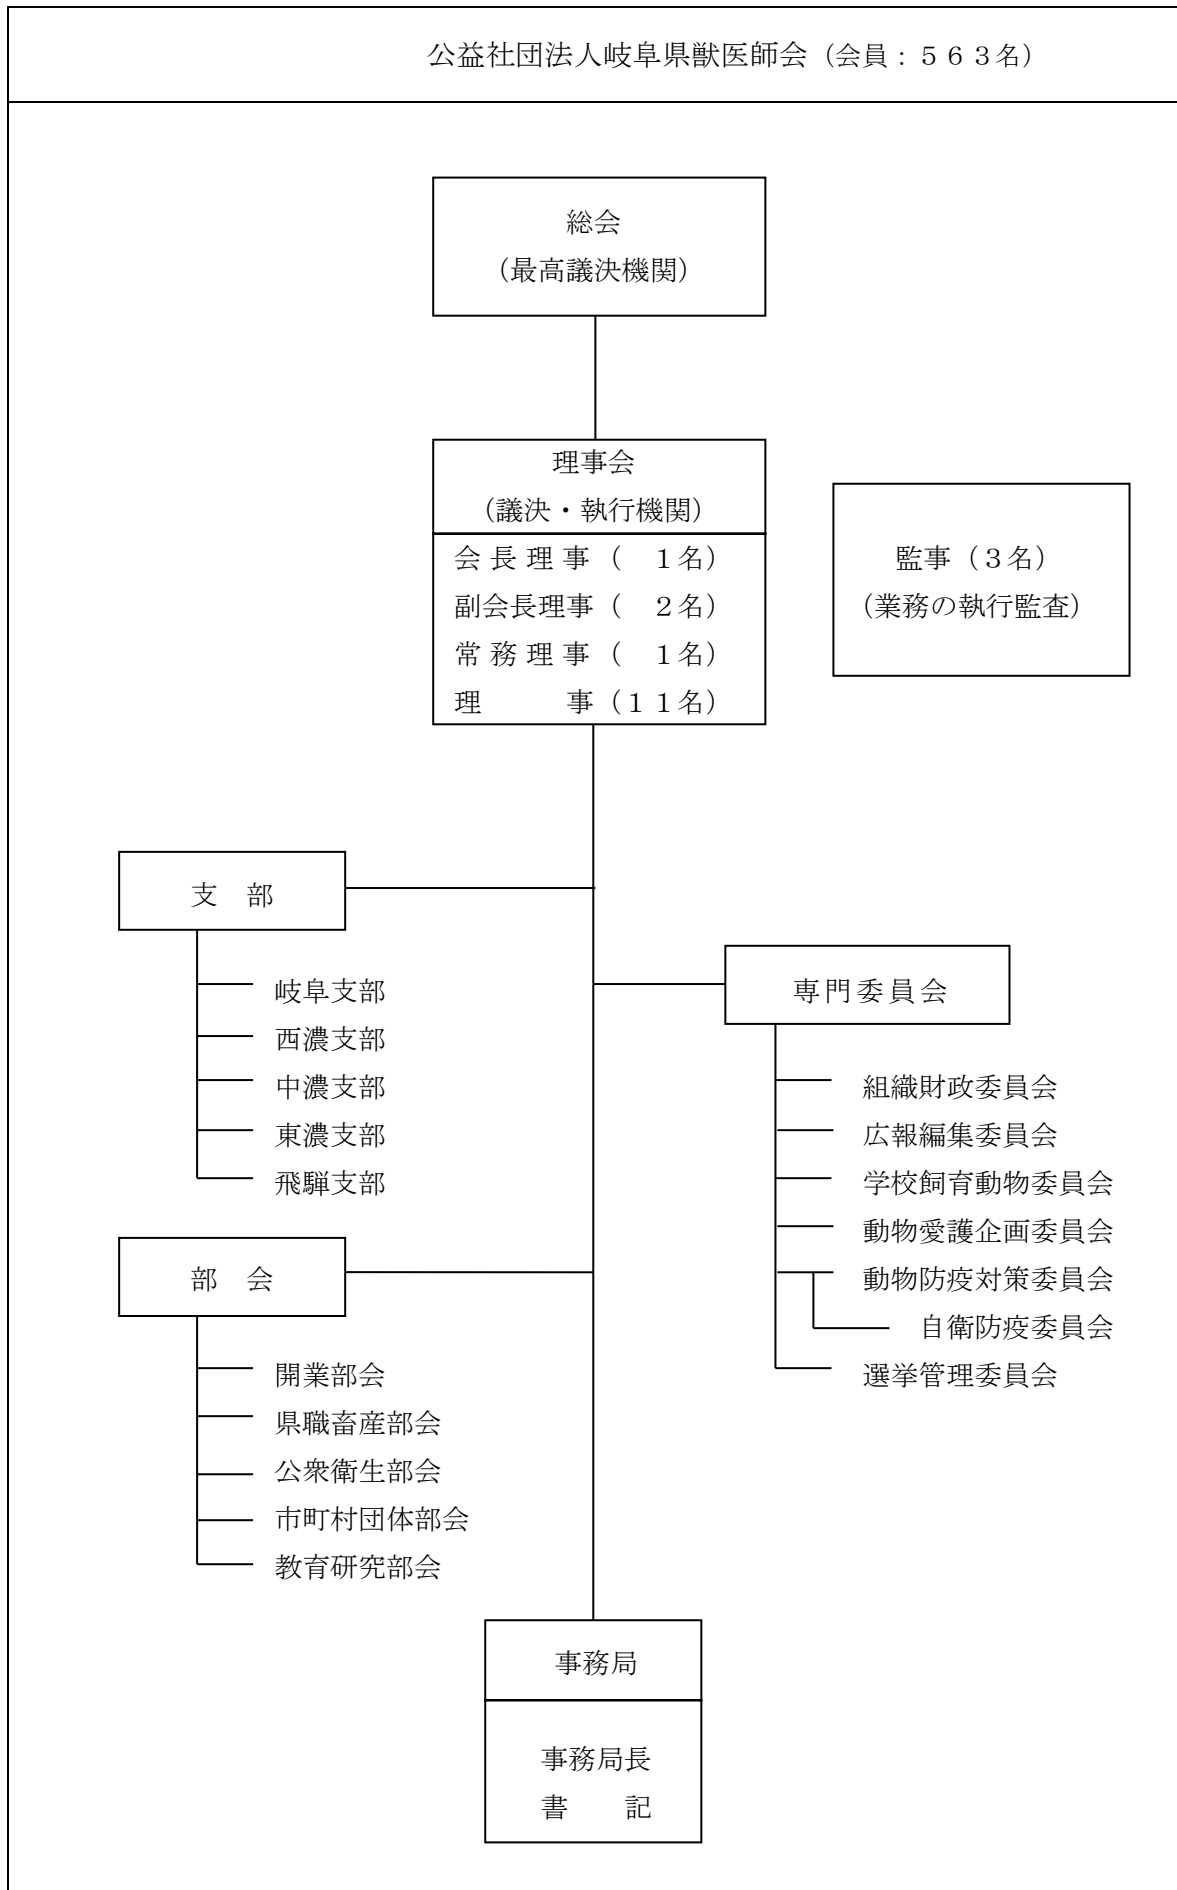 公益社団法人岐阜県獣医師会（会員：５６３名）
総会
（最高議決機関）
理事会
（議決・執行機関）
会 長 理 事（　１名）
副会長理事（　２名）
常 務 理 事（　１名）
理　　　事（１１名）
監事（３名）
（業務の執行監査）
支　部
岐阜支部
西濃支部
中濃支部
東濃支部
飛騨支部
専門委員会
組織財政委員会
広報編集委員会
学校飼育動物委員会
動物愛護企画委員会
動物防疫対策委員会
自衛防疫委員会
選挙管理委員会
部　会
開業部会
県職畜産部会
公衆衛生部会
市町村団体部会
教育研究部会
事務局
事務局長
書　　記